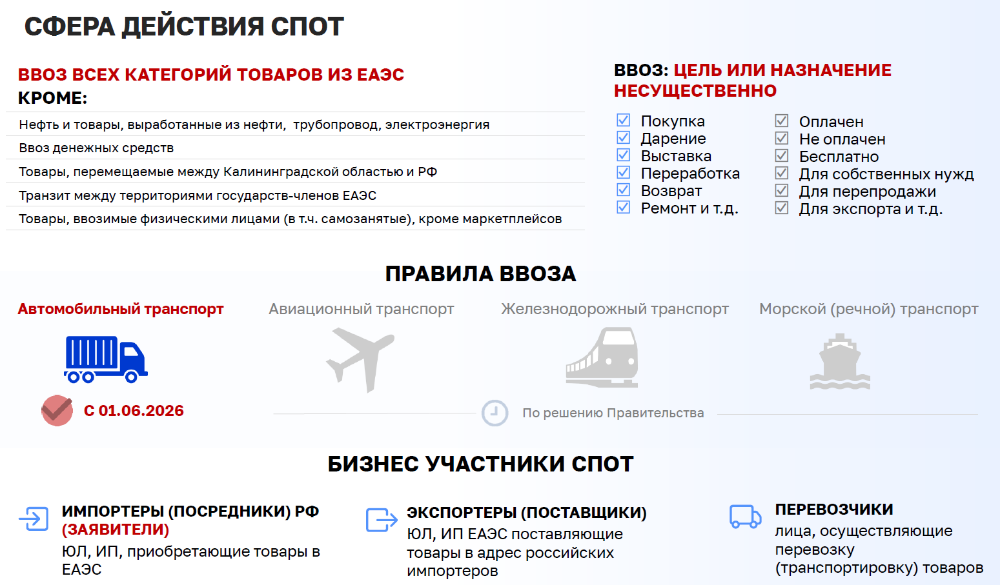 СФЕРА ДЕЙСТВИЯ СПОТ
ВВОЗ ВСЕХ КАТЕГОРИЙ ТОВАРОВ ИЗ ЕАЭС
КРОМЕ:
Нефть и товары, выработанные из нефти, трубопровод, электроэнергия
Ввоз денежных средств
Товары, перемещаемые между Калининградской областью и РФ
Транзит между территориями государств-членов ЕАЭС
Товары, ввозимые физическими лицами (в т.ч. самозанятые), кроме маркетплейсов
ВВОЗ: ЦЕЛЬ ИЛИ НАЗНАЧЕНИЕ
НЕСУЩЕСТВЕННО
Покупка
Дарение
Выставка
Переработка
Возврат
Ремонт и т.д.
Оплачен
Не оплачен
Бесплатно
Для собственных нужд
Для перепродажи
Для экспорта и т.д.
ПРАВИЛА ВВОЗА
Автомобильный транспорт
Авиационный транспорт
Железнодорожный транспорт
Морской (речной) транспорт
С 01.06.2026
По решению Правительства
БИЗНЕС УЧАСТНИКИ СПОТ
ИМПОРТЕРЫ (ПОСРЕДНИКИ) РФ
(ЗАЯВИТЕЛИ)
ЮЛ, ИП, приобретающие товары в
ЕАЭС
ЭКСПОРТЕРЫ (ПОСТАВЩИКИ)
ЮЛ, ИП ЕАЭС поставляющие
товары в адрес российских
импортеров
ПЕРЕВОЗЧИКИ
лица, осуществляющие
перевозку
(транспортировку) товаров